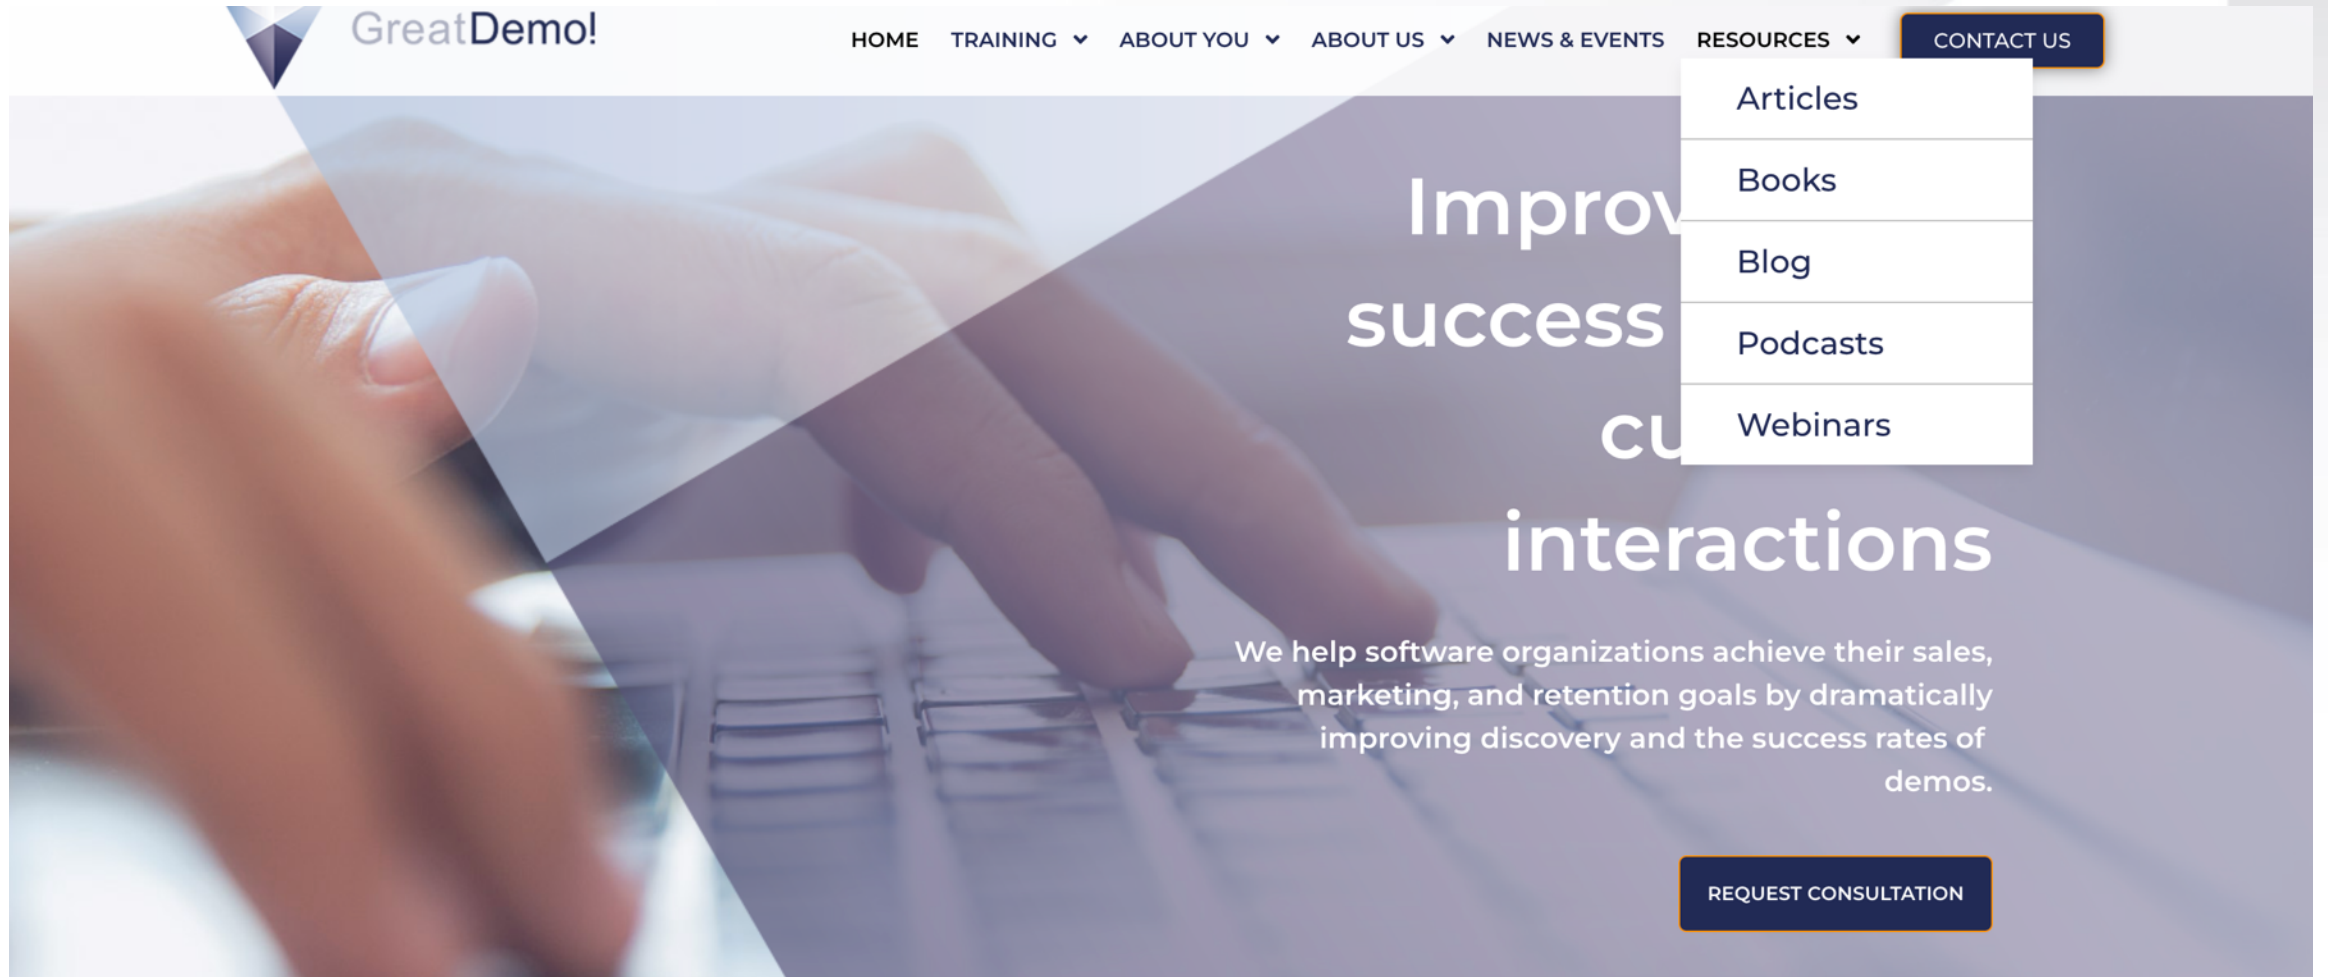 GreatDemo!
HOME TRAINING ABOUT YOU ABOUT US NEWS & EVENTS RESOURCES CONTACT US
Articles
Books
Blog
Podcasts
Webinars
success
interactions
We help software organizations achieve their sales,
marketing, and retention goals by dramatically
improving discovery and the success rates of
demos.
REQUEST CONSULTATION